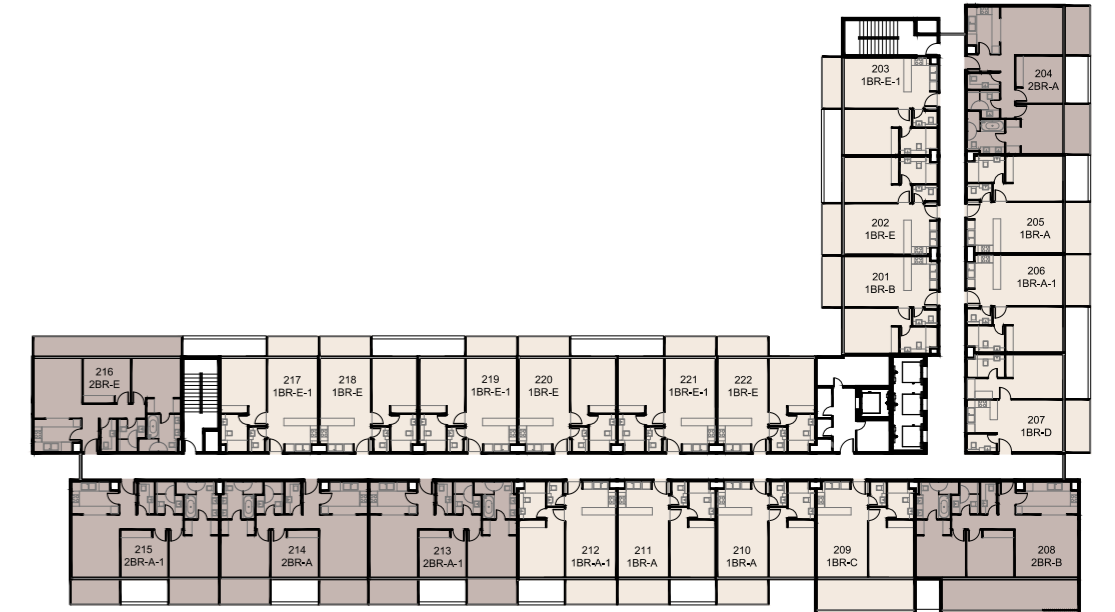 203
1BR-E-1
204
2BR-A
202
1BR-E
205
1BR-A
201
1BR-B
206
1BR-A-1
216
2BR-E
217
1BR-E-1
218
1BR-E
219
1BR-E-1
220
1BR-E
221
1BR-E-1
222
1BR-E
207
1BR-D
215
2BR-A-1
214
2BR-A
213
2BR-A-1
212
1BR-A-1
211
1BR-A
210
1BR-A
209
1BR-C
208
2BR-B